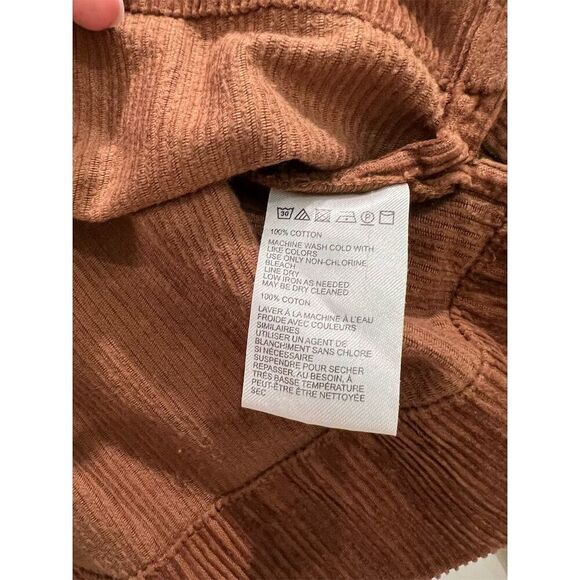 30 P
100% COTTON
MACHINE WASH COLD WITH
LIKE COLORS
USE ONLY NON-CHLORINE
BLEACH
LINE DRY
LOW IRON AS NEEDED
MAY BE DRY CLEANED
100% COTON
LAVER À LA MACHINE À L'EAU
FROIDE AVEC COULEURS
SIMILAIRES
UTILISER UN AGENT DE
BLANCHIMENT SANS CHLORE
SI NÉCESSAIRE
SUSPENDRE POUR SECHER
REPASSER, AU BESOIN, À
TRÈS BASSE TEMPÉRATURE
PEUT-ÊTRE ÊTRE NETTOYÉE
SEC